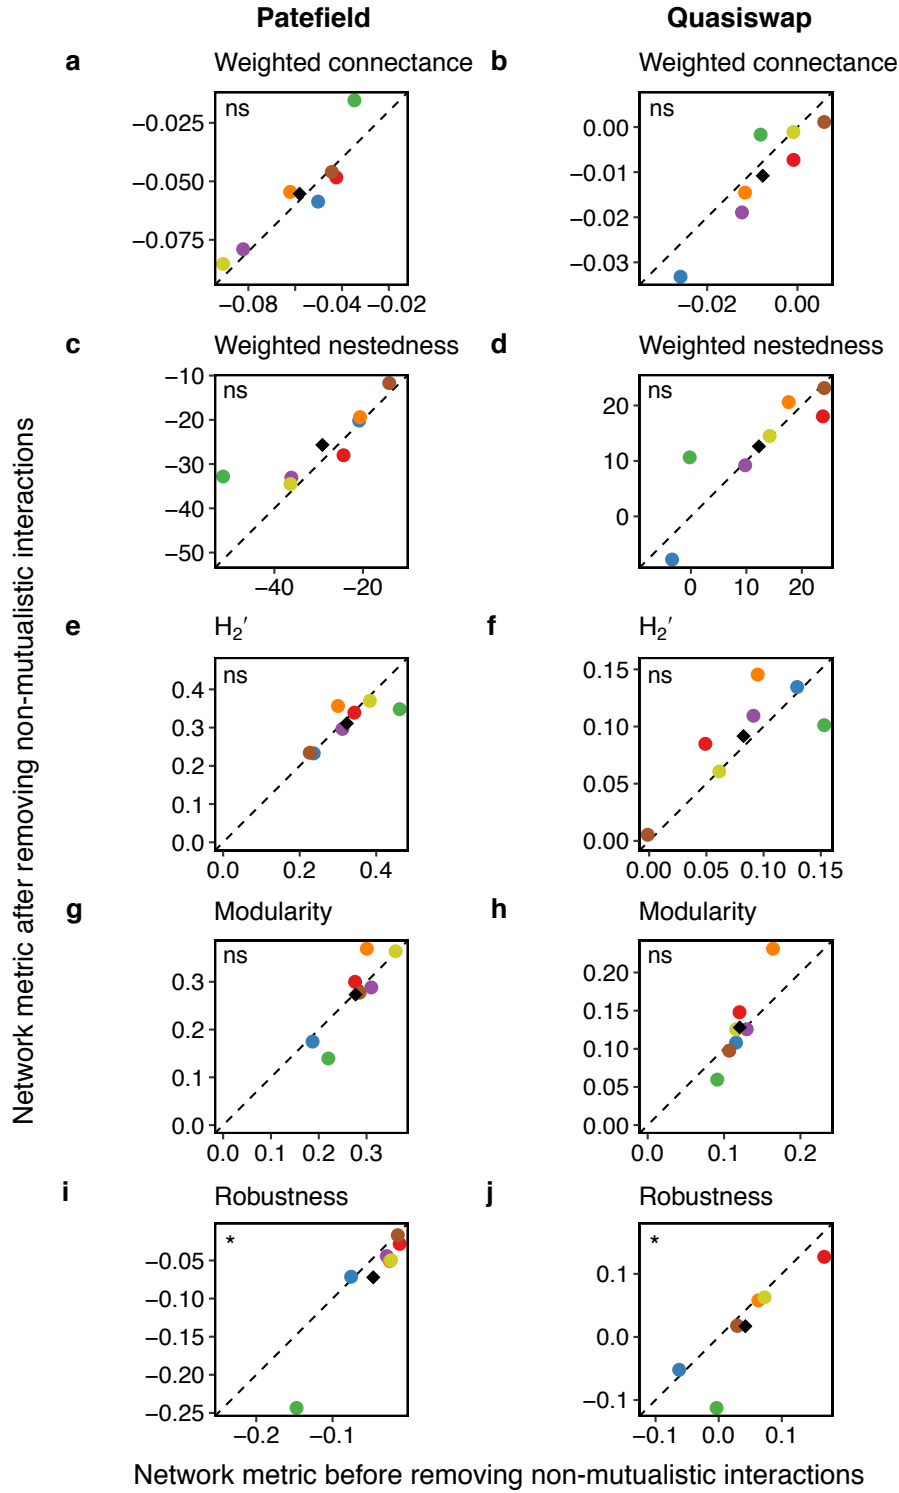 Patefield Quasiswap
a Weighted connectance b Weighted connectance
ns ns
−0.025
−0.050
−0.075
−0.08 −0.04 −0.02
0.00
−0.01
−0.02
−0.03
−0.02 0.00
c Weighted nestedness d Weighted nestedness
ns ns
−10
−20
−30
−40
−50
−40 −20
20
10
0
0 10 20
e H₂′ f H₂′
ns ns
0.4
0.3
0.2
0.1
0.0
0.0 0.2 0.4
0.15
0.10
0.05
0.00
0.00 0.05 0.10 0.15
g Modularity h Modularity
ns ns
0.3
0.2
0.1
0.0
0.0 0.1 0.2 0.3
0.20
0.15
0.10
0.05
0.00
0.0 0.1 0.2
i Robustness j Robustness
* *
−0.05
−0.10
−0.15
−0.20
−0.25
−0.2 −0.1
0.1
0.0
−0.1
−0.1 0.0 0.1
Network metric after removing non-mutualistic interactions
Network metric before removing non-mutualistic interactions